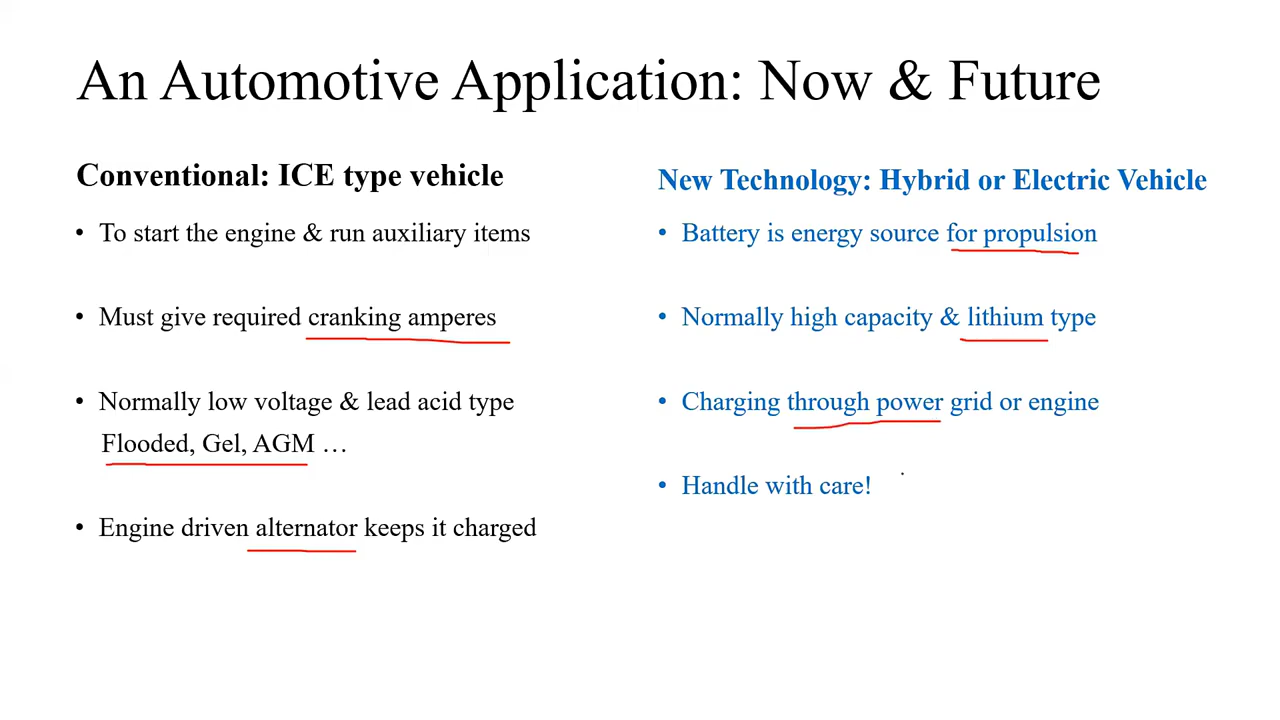 An Automotive Application: Now & Future
Conventional: ICE type vehicle
• To start the engine & run auxiliary items
• Must give required cranking amperes
• Normally low voltage & lead acid type
Flooded, Gel, AGM …
• Engine driven alternator keeps it charged
New Technology: Hybrid or Electric Vehicle
• Battery is energy source for propulsion
• Normally high capacity & lithium type
• Charging through power grid or engine
• Handle with care!